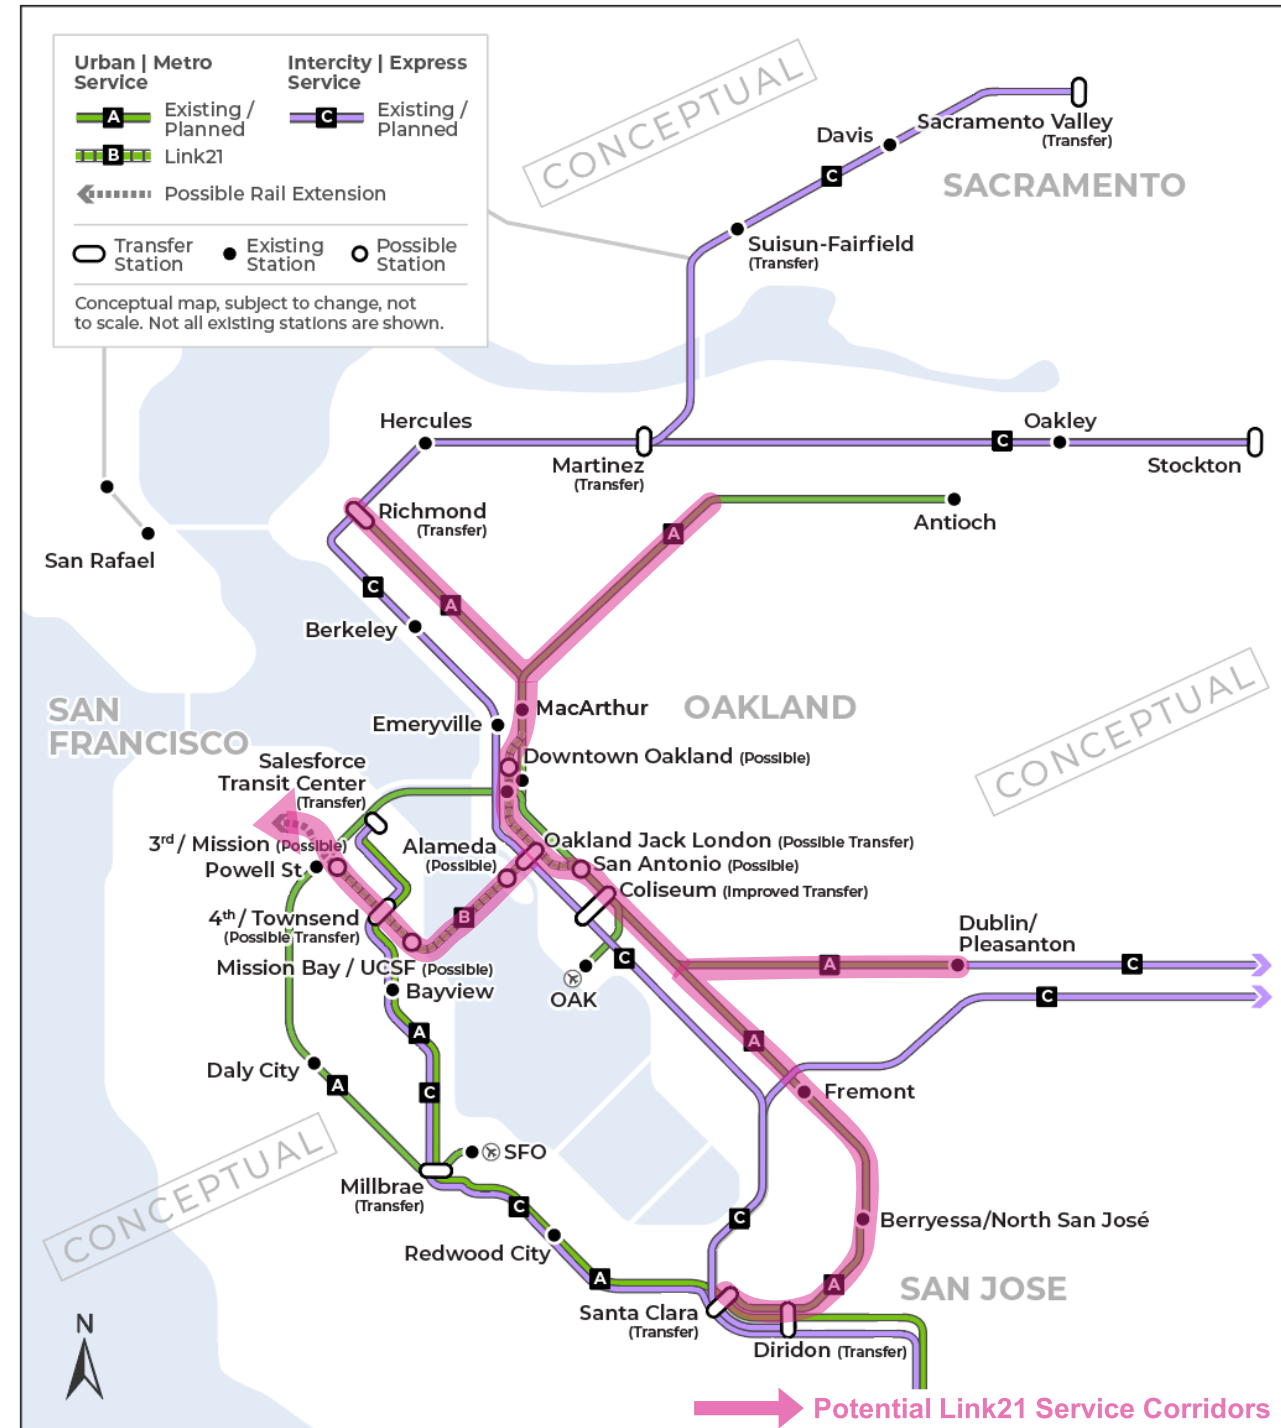 Urban | Metro
Service
Intercity | Express
Service
A
Existing /
Planned
C
Existing /
Planned
B
Link21
Possible Rail Extension
Transfer
Station
Existing
Station
Possible
Station
Conceptual map, subject to change, not
to scale. Not all existing stations are shown.
CONCEPTUAL
Sacramento Valley
(Transfer)
Davis
C
SACRAMENTO
Suisun-Fairfield
(Transfer)
Hercules
Martinez
(Transfer)
C
Oakley
Stockton
Richmond
(Transfer)
A
Antioch
San Rafael
C
A
Berkeley
CONCEPTUAL
SAN
FRANCISCO
Emeryville
MacArthur
OAKLAND
Downtown Oakland (Possible)
Salesforce
Transit Center
(Transfer)
3rd / Mission (Possible)
Powell St
Alameda
(Possible)
Oakland Jack London (Possible Transfer)
San Antonio (Possible)
Coliseum (Improved Transfer)
4th / Townsend
(Possible Transfer)
B
Mission Bay / UCSF (Possible)
Bayview
OAK
C
Dublin/
Pleasanton
A
C
C
A
A
Daly City
A
C
Fremont
CONCEPTUAL
SFO
Millbrae
(Transfer)
C
C
Redwood City
Berryessa/North San José
A
A
SAN JOSE
Santa Clara
(Transfer)
Diridon (Transfer)
N
Potential Link21 Service Corridors